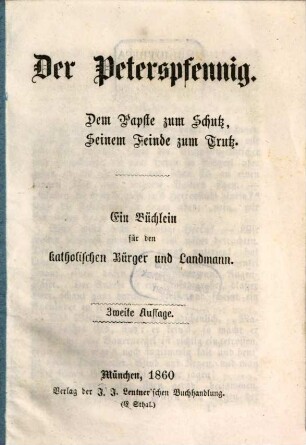 Der Peterspfennig.
Dem Papste zum Schutz,
Seinem Feinde zum Trutz.
Ein Büchlein
für den
katholischen Bürger und Landmann.
Zweite Auflage.
München, 1860
Verlag der J. J. Lentner'schen Buchhandlung.
(E. Sthal.)